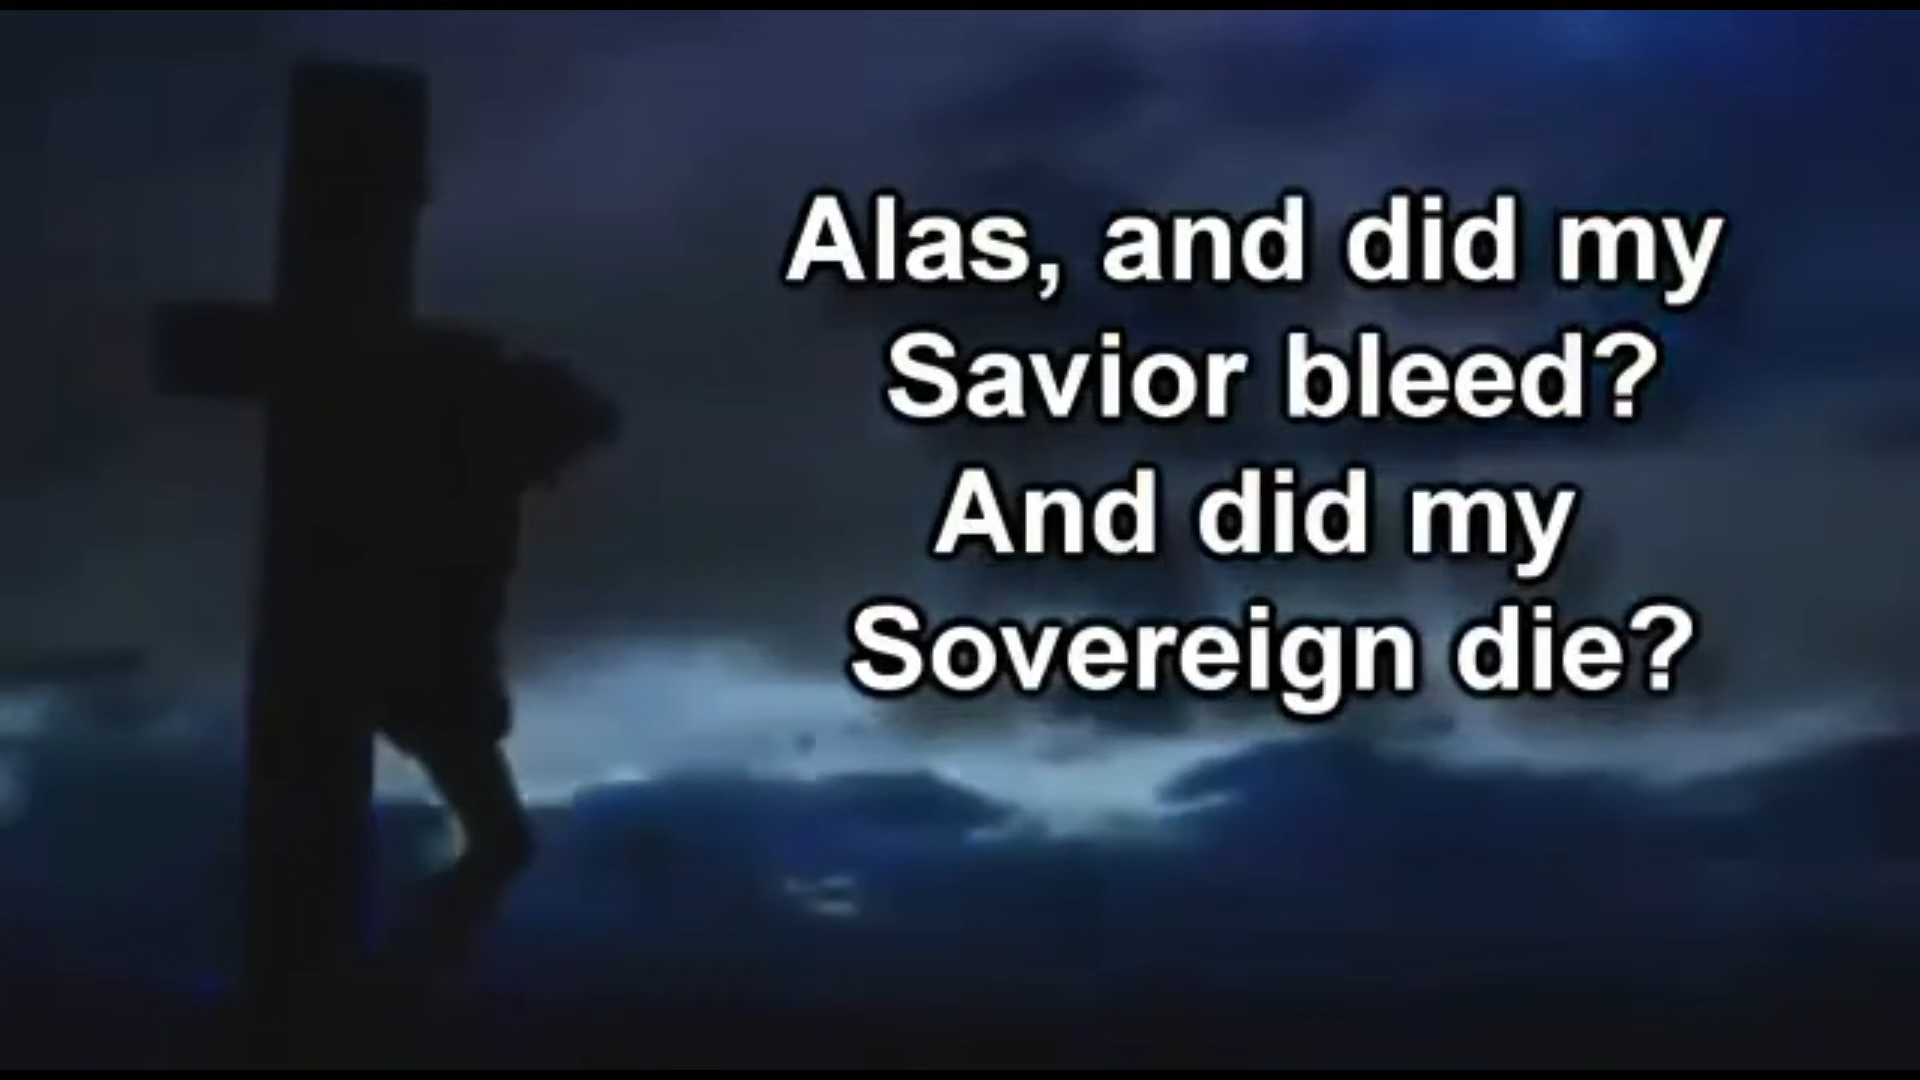 Alas, and did my
Savior bleed?
And did my
Sovereign die?